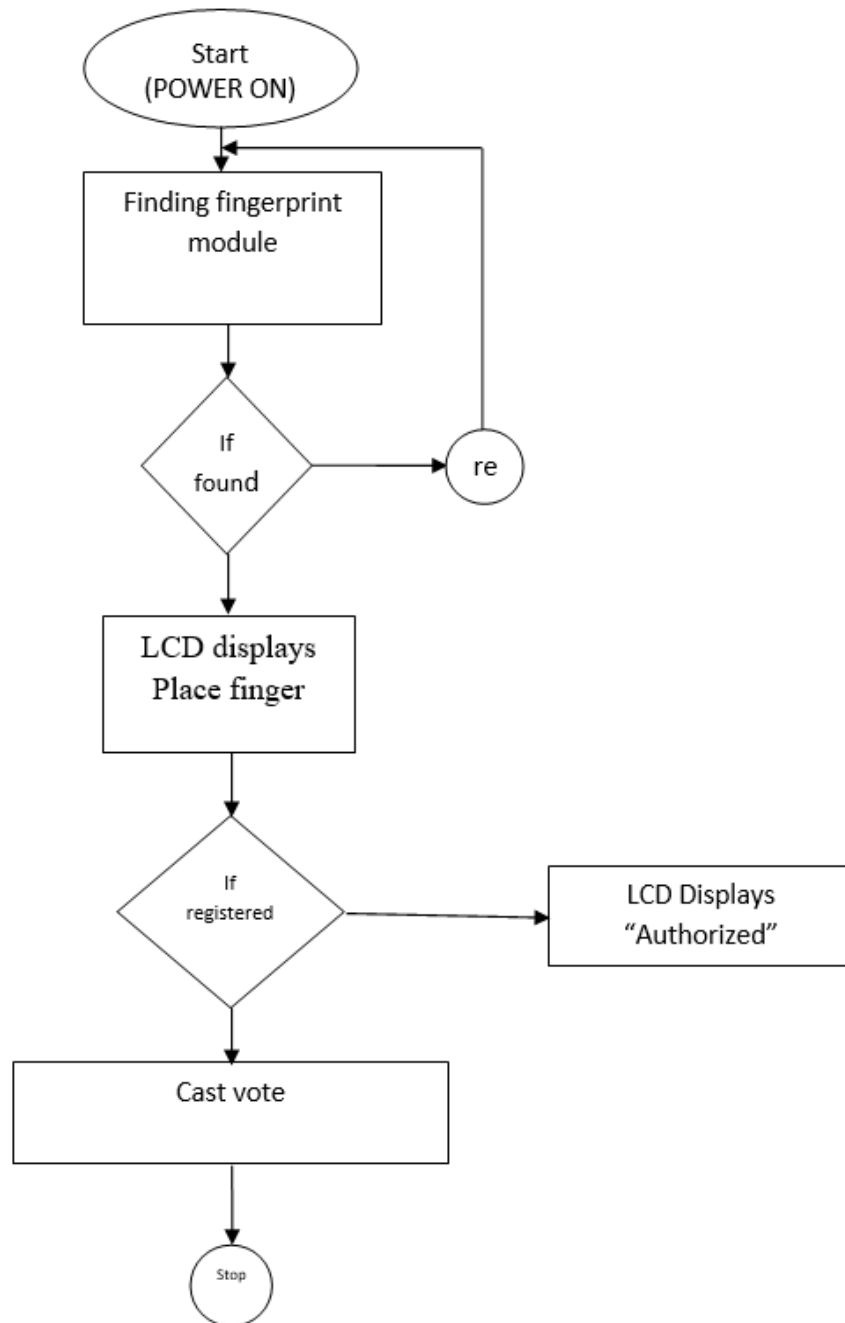 Start
(POWER ON)
Finding fingerprint
module
If
found
re
LCD displays
Place finger
If
registered
LCD Displays
“Authorized”
Cast vote
Stop